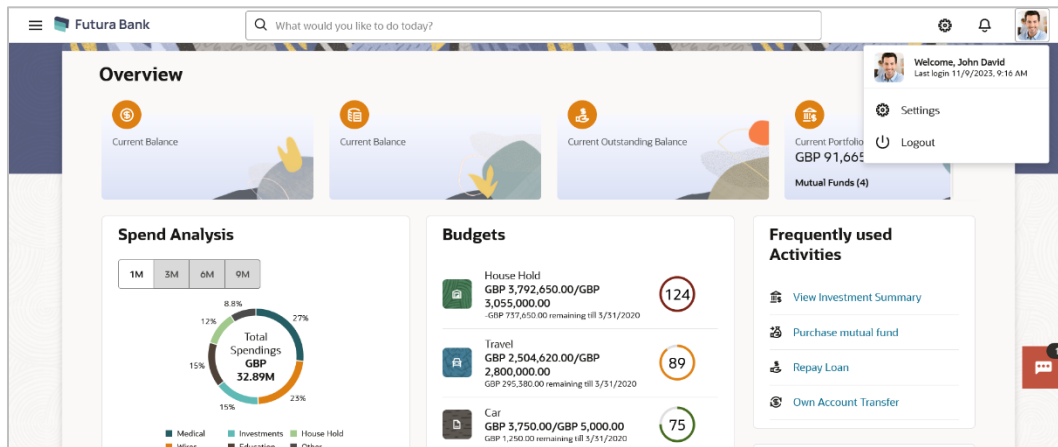 Futura Bank
What would you like to do today?
Welcome, John David
Last login 11/9/2023, 9:16 AM
Settings
Logout
Overview
Current Balance
Current Balance
Current Outstanding Balance
Current Portfolio
GBP 91,665
Mutual Funds (4)
Spend Analysis
1M 3M 6M 9M
8.8%
27%
12%
15%
23%
15%
Total
Spendings
GBP
32.89M
Medical Investments House Hold
Wires Education Other
Budgets
House Hold
GBP 3,792,650.00/GBP
3,055,000.00
-GBP 737,650.00 remaining till 3/31/2020
124
Travel
GBP 2,504,620.00/GBP
2,800,000.00
GBP 295,380.00 remaining till 3/31/2020
89
Car
GBP 3,750.00/GBP 5,000.00
GBP 1,250.00 remaining till 3/31/2020
75
Frequently used
Activities
View Investment Summary
Purchase mutual fund
Repay Loan
Own Account Transfer